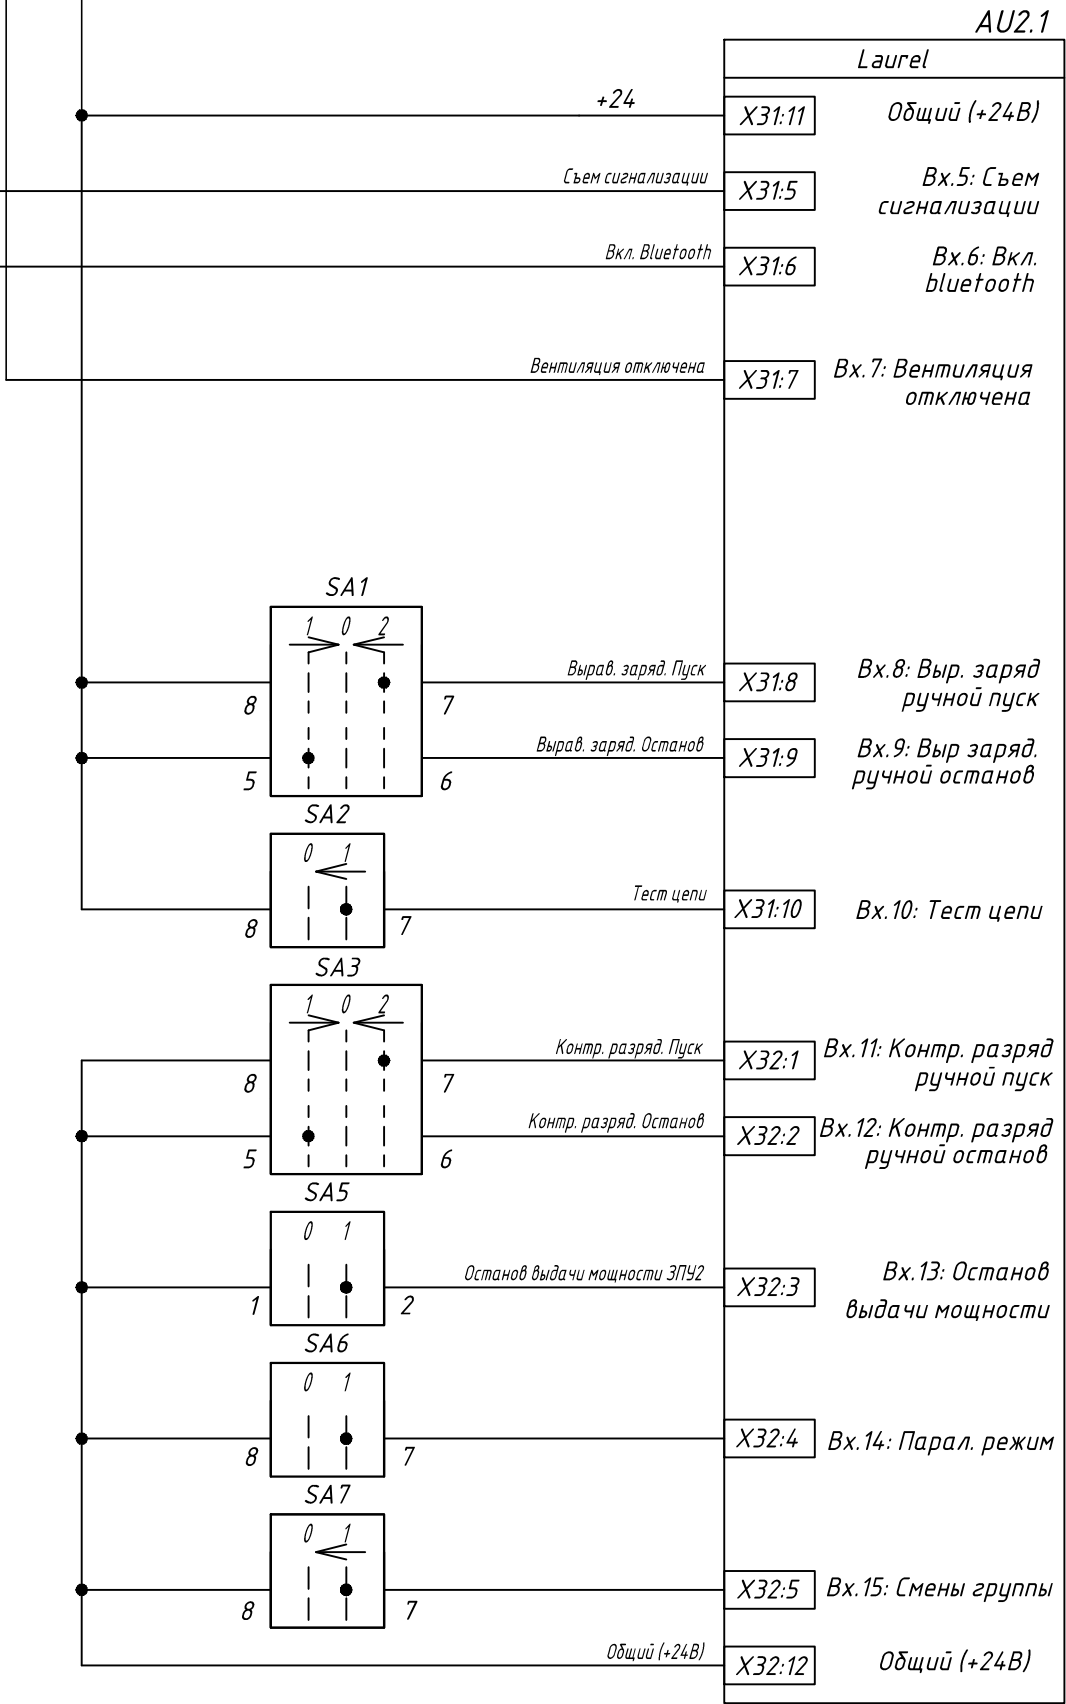 AU2.1
Laurel
+24
X31:11
Общий (+24В)
Съем сигнализации
X31:5
Вх.5: Съем
сигнализации
Вкл. Bluetooth
X31:6
Вх.6: Вкл.
bluetooth
Вентиляция отключена
X31:7
Вх.7: Вентиляция
отключена
SA1
1 0 2
Вырав. заряд. Пуск
8
7
X31:8
Вх.8: Выр. заряд
ручной пуск
Вырав. заряд. Останов
5
6
X31:9
Вх.9: Выр заряд.
ручной останов
SA2
0 1
Тест цепи
8
7
X31:10
Вх.10: Тест цепи
SA3
1 0 2
Контр. разряд. Пуск
8
7
X32:1
Вх.11: Контр. разряд
ручной пуск
Контр. разряд. Останов
5
6
X32:2
Вх.12: Контр. разряд
ручной останов
SA5
0 1
Останов выдачи мощности ЗПУ2
1
2
X32:3
Вх.13: Останов
выдачи мощности
SA6
0 1
8
7
X32:4
Вх.14: Парал. режим
SA7
0 1
8
7
X32:5
Вх.15: Смены группы
Общий (+24В)
X32:12
Общий (+24В)